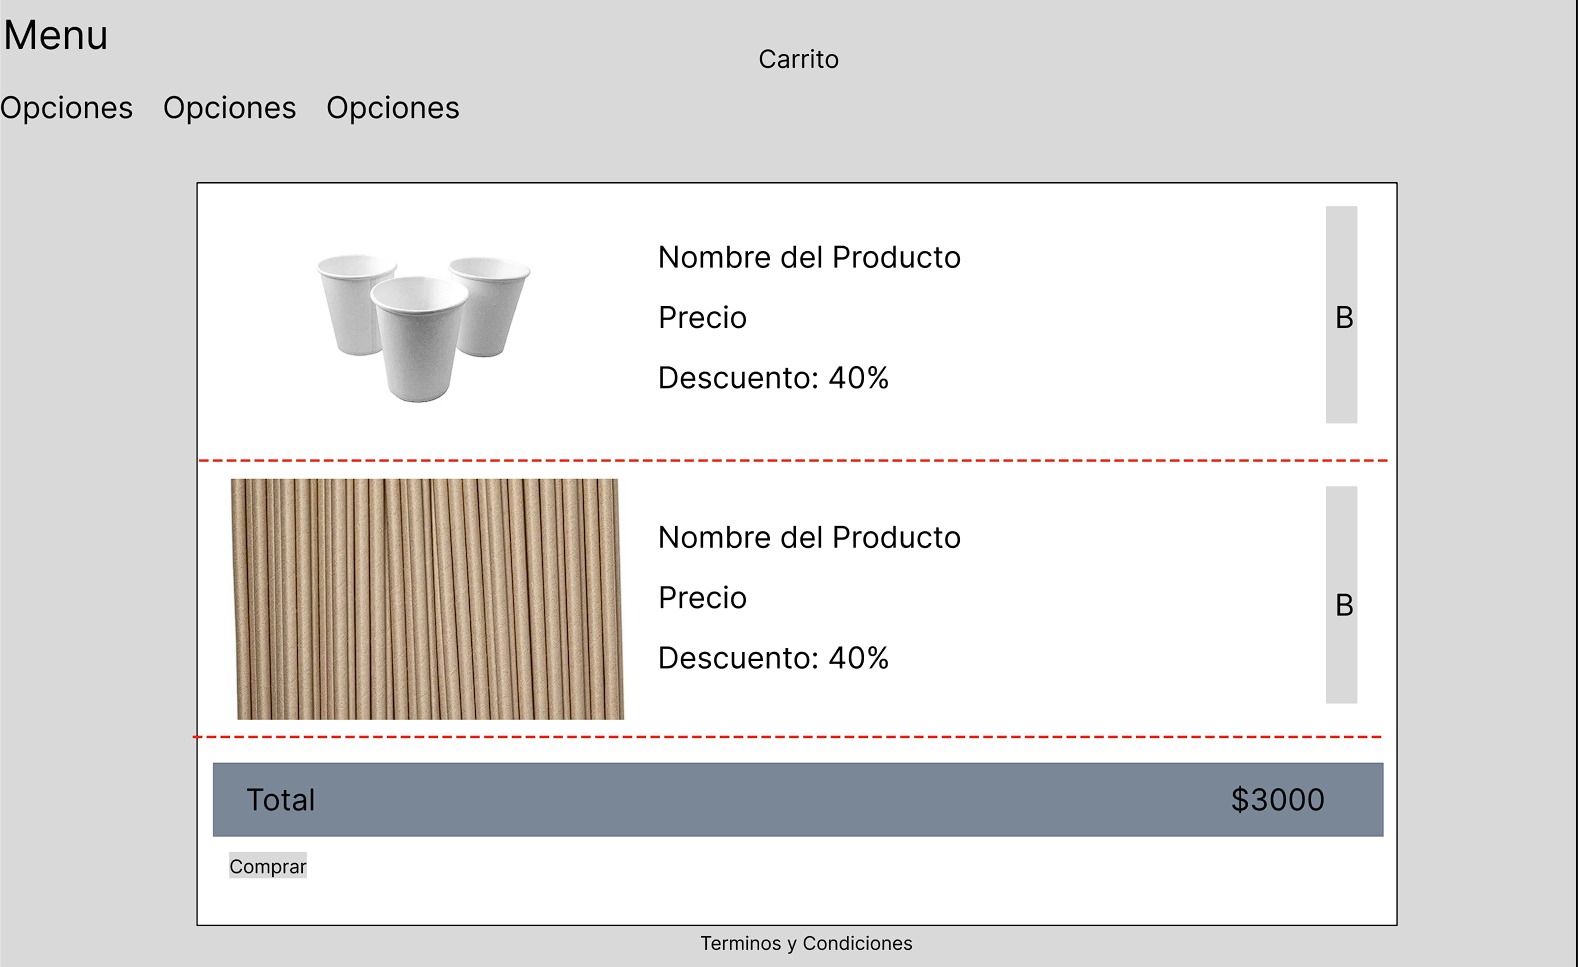 Menu
Carrito
Opciones Opciones Opciones
Nombre del Producto
Precio
B
Descuento: 40%
Nombre del Producto
Precio
B
Descuento: 40%
Total $3000
Comprar
Terminos y Condiciones